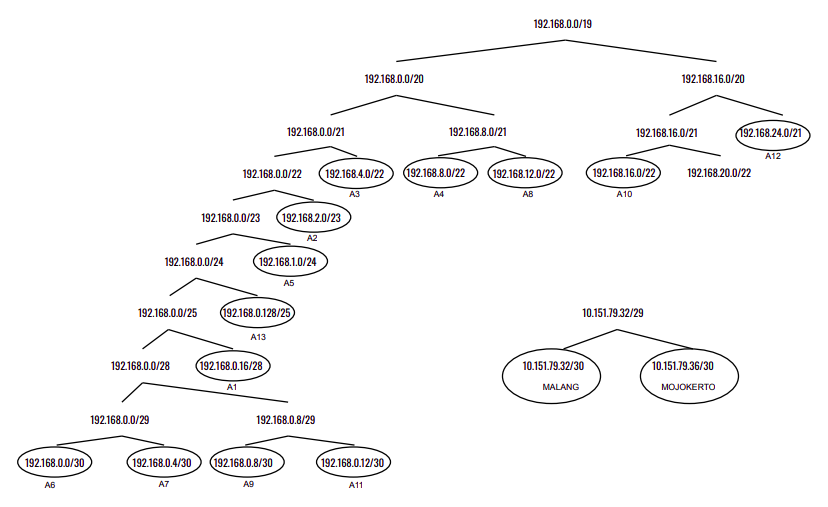 192.168.0.0/19
192.168.0.0/20
192.168.16.0/20
192.168.0.0/21
192.168.8.0/21
192.168.16.0/21
192.168.24.0/21
A12
192.168.0.0/22
192.168.4.0/22
192.168.8.0/22
192.168.12.0/22
192.168.16.0/22
192.168.20.0/22
A3
A4
A8
A10
192.168.0.0/23
192.168.2.0/23
A2
192.168.0.0/24
192.168.1.0/24
A5
192.168.0.0/25
192.168.0.128/25
A13
10.151.79.32/29
192.168.0.0/28
192.168.0.16/28
A1
10.151.79.32/30
MALANG
10.151.79.36/30
MOJOKERTO
192.168.0.0/29
192.168.0.8/29
192.168.0.0/30
192.168.0.4/30
192.168.0.8/30
192.168.0.12/30
A6
A7
A9
A11